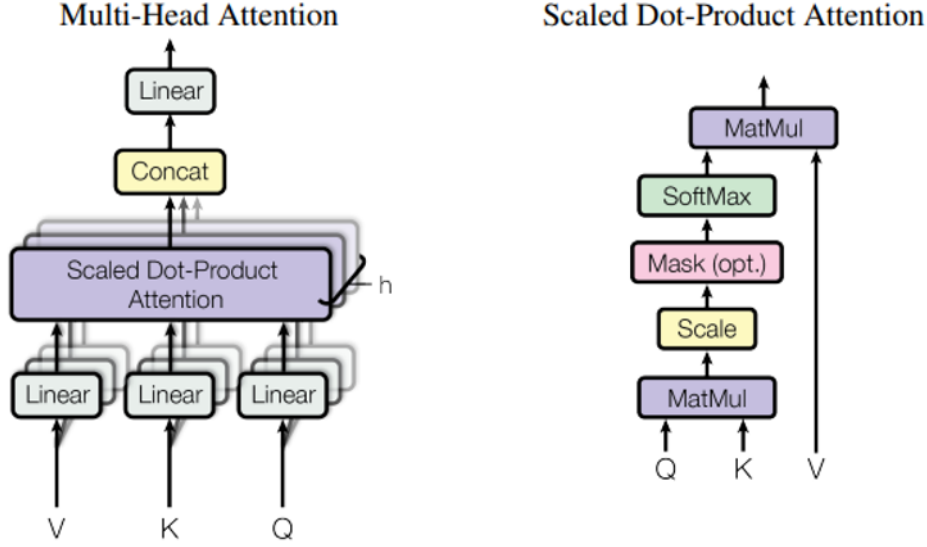 Multi-Head Attention
Linear
Concat
Scaled Dot-Product
Attention
h
Linear Linear Linear
V K Q
Scaled Dot-Product Attention
MatMul
SoftMax
Mask (opt.)
Scale
MatMul
Q K V